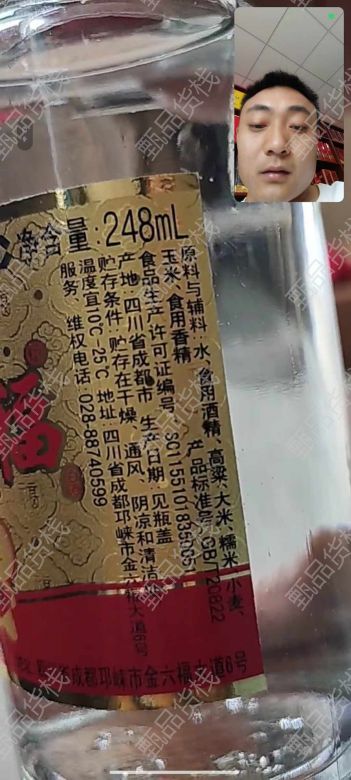 净含量:248mL
原料与辅料:水、食用酒精、高粱、大米、糯米、小麦、
玉米、食用香精 产品标准号:GB/T20822
食品生产许可证编号:SC11551018350
产地:四川省成都市 生产日期:见瓶盖
贮存条件:贮存在干燥、通风、阴凉和清洁
温度宜10℃-25℃ 地址:四川省成都邛崃市金六福大道6号
服务、维权电话:028-88740599
福
成都邛崃市金六福大道6号
甄品货栈